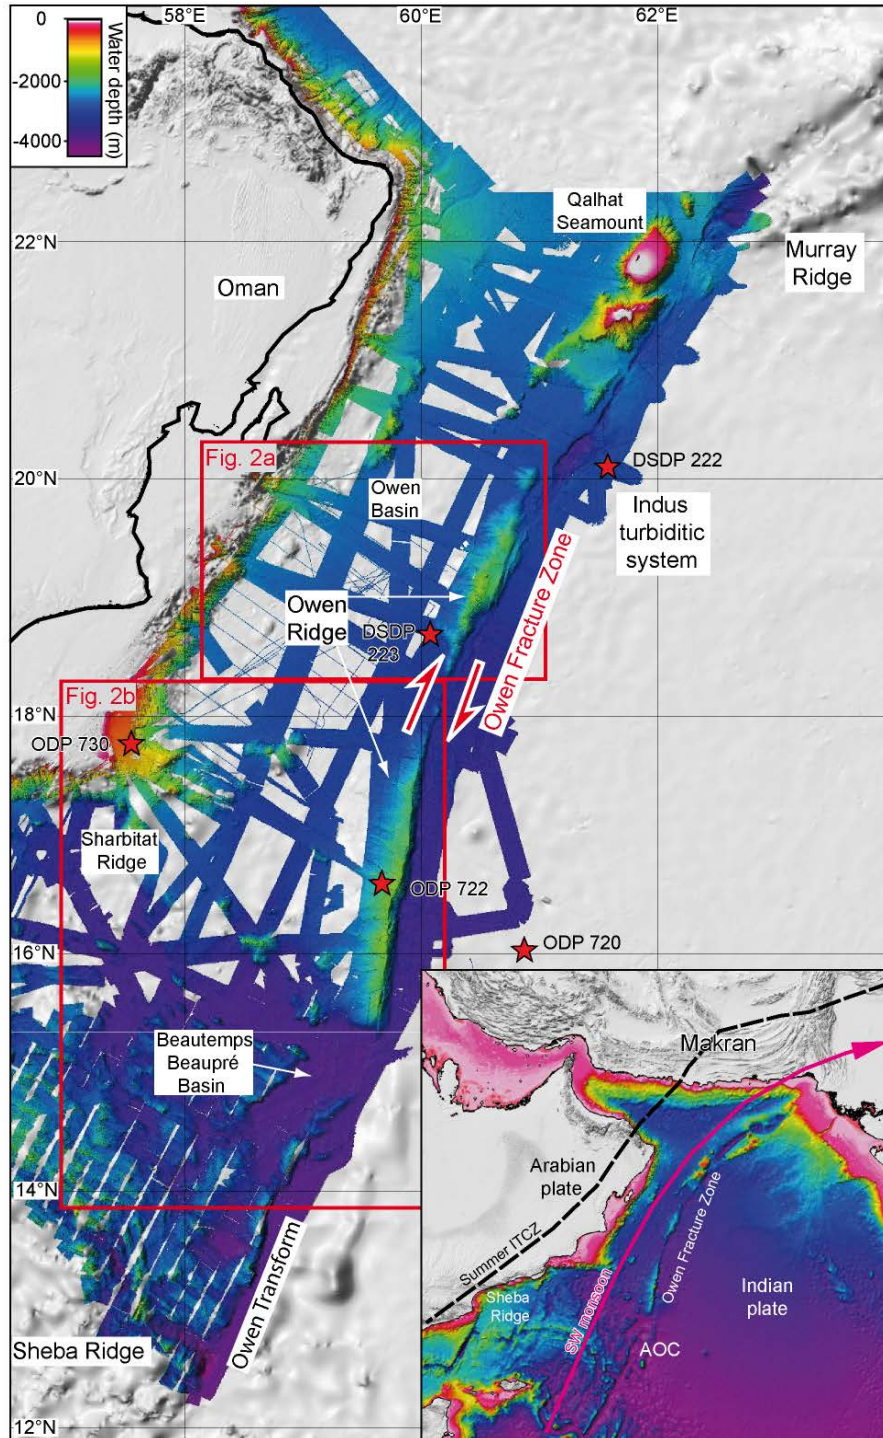 58°E
60°E
62°E
0
-2000
-4000
Water depth (m)
22°N
20°N
18°N
16°N
14°N
12°N
Qalhat
Seamount
Murray
Ridge
Oman
Fig. 2a
Owen
Basin
DSDP 222
Indus
turbiditic
system
Owen Fracture Zone
Owen
Ridge
DSDP
223
Fig. 2b
ODP 730
Sharbitat
Ridge
ODP 722
ODP 720
Beautemps
Beaupré
Basin
Owen Transform
Sheba Ridge
Makran
Arabian
plate
Summer ITCZ
Owen Fracture Zone
SW monsoon
Indian
plate
Sheba
Ridge
AOC